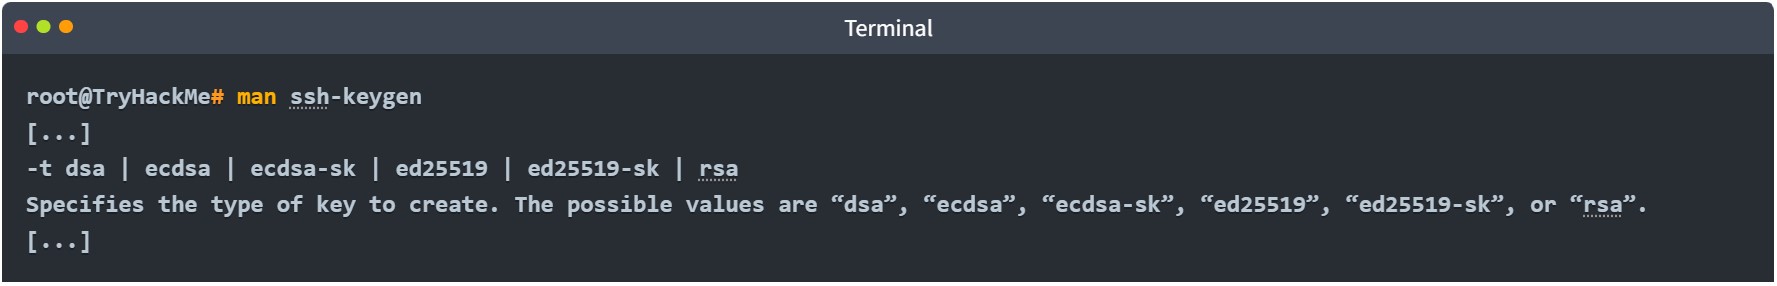 Terminal
root@TryHackMe# man ssh-keygen
[...]
-t dsa | ecdsa | ecdsa-sk | ed25519 | ed25519-sk | rsa
Specifies the type of key to create. The possible values are “dsa”, “ecdsa”, “ecdsa-sk”, “ed25519”, “ed25519-sk”, or “rsa”.
[...]